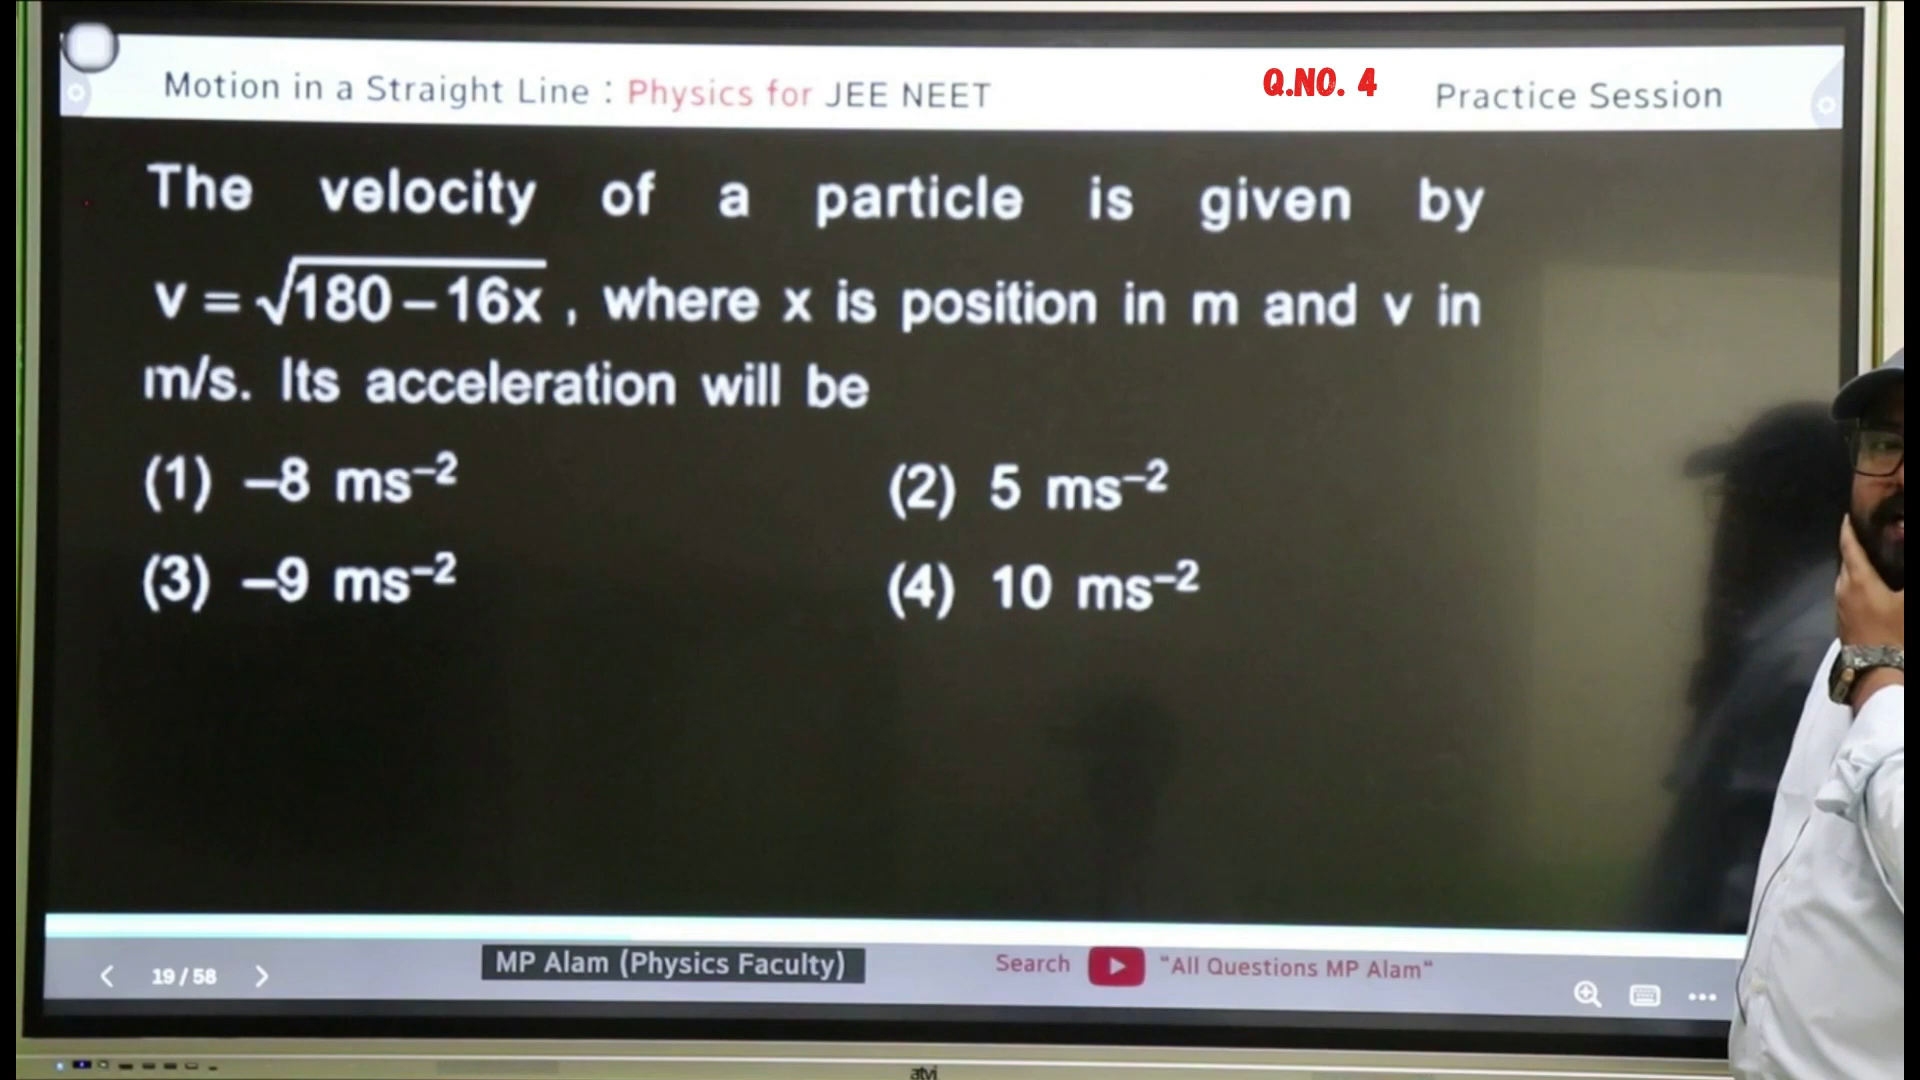 Motion in a Straight Line : Physics for JEE NEET Q.NO. 4 Practice Session
The velocity of a particle is given by
v = √180 – 16x , where x is position in m and v in
m/s. Its acceleration will be
(1) –8 ms⁻² (2) 5 ms⁻²
(3) –9 ms⁻² (4) 10 ms⁻²
19 / 58 MP Alam (Physics Faculty) Search "All Questions MP Alam"
atvi